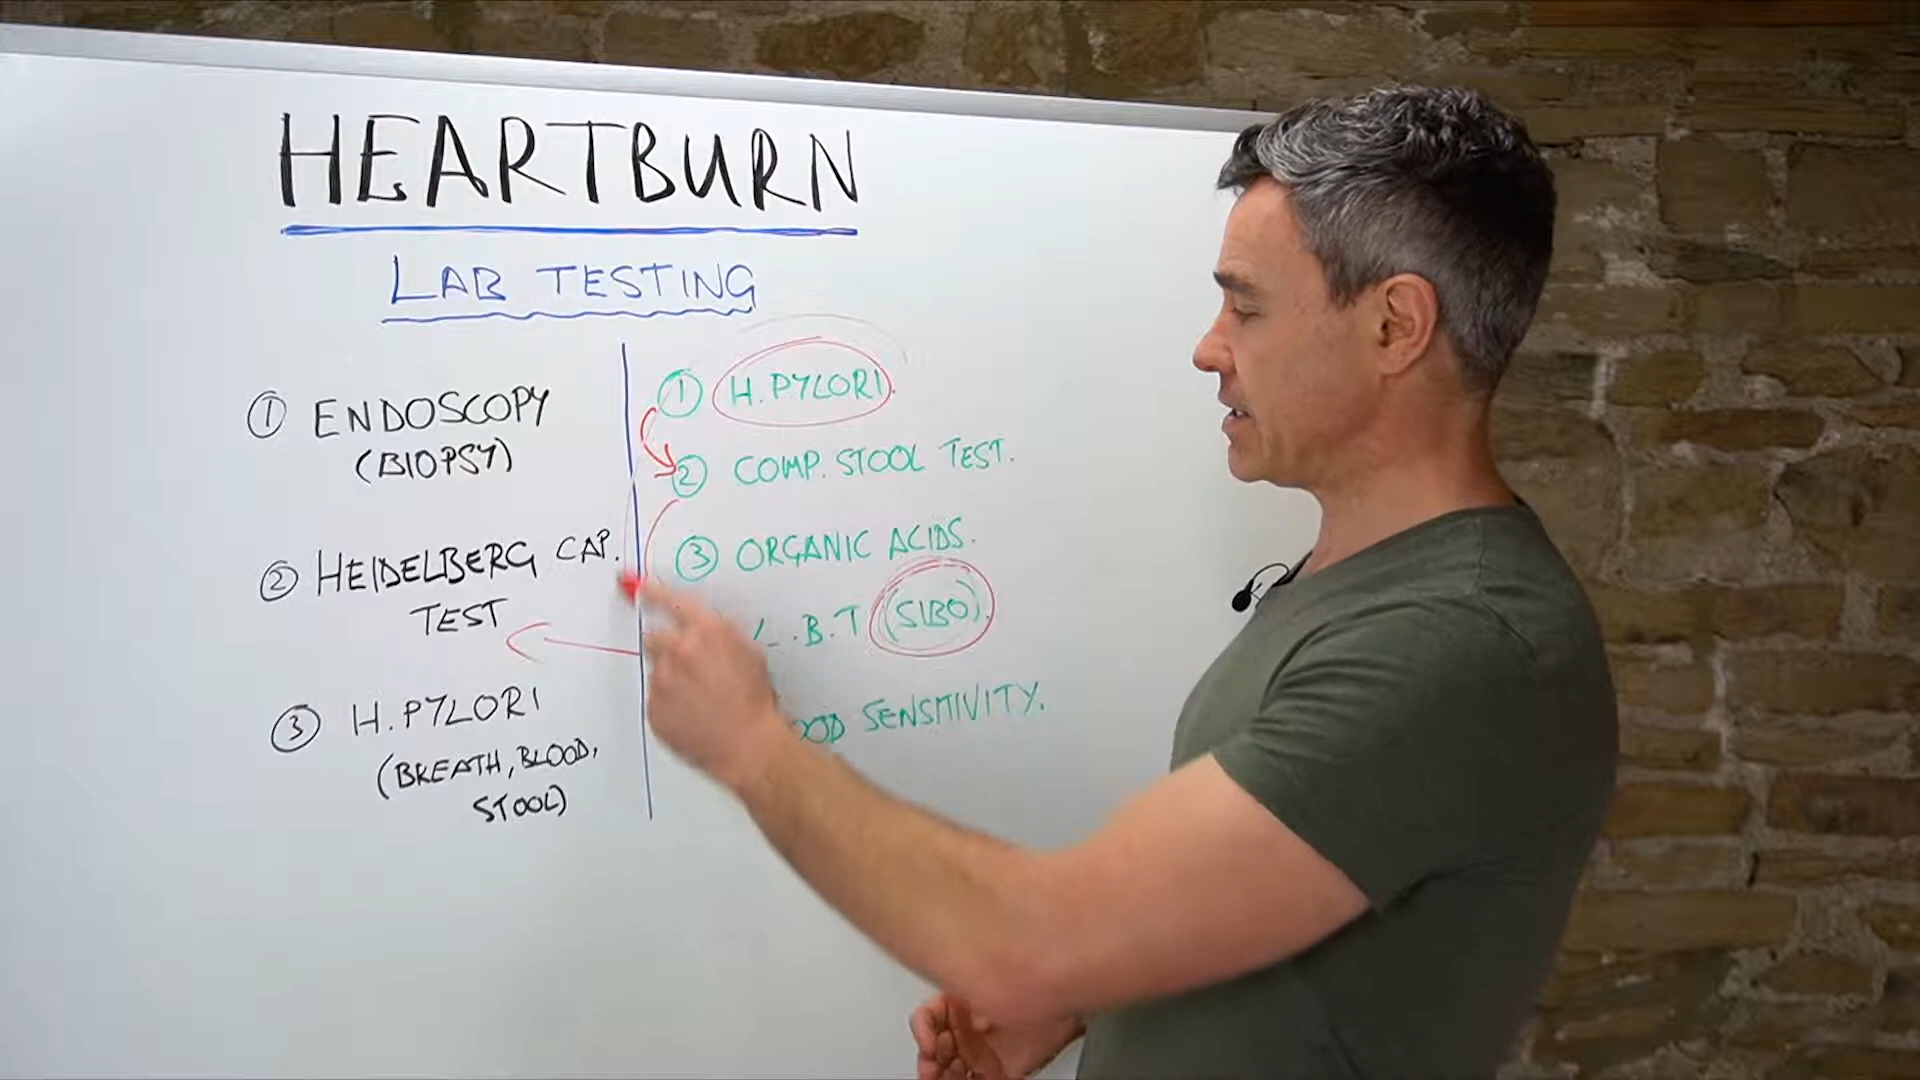 HEARTBURN
LAB TESTING
① ENDOSCOPY
(BIOPSY)
② HEIDELBERG CAP.
TEST
③ H. PYLORI
(BREATH, BLOOD,
STOOL)
① H. PYLORI.
② COMP. STOOL TEST.
③ ORGANIC ACIDS.
L.B.T (SIBO).
SENSITIVITY.